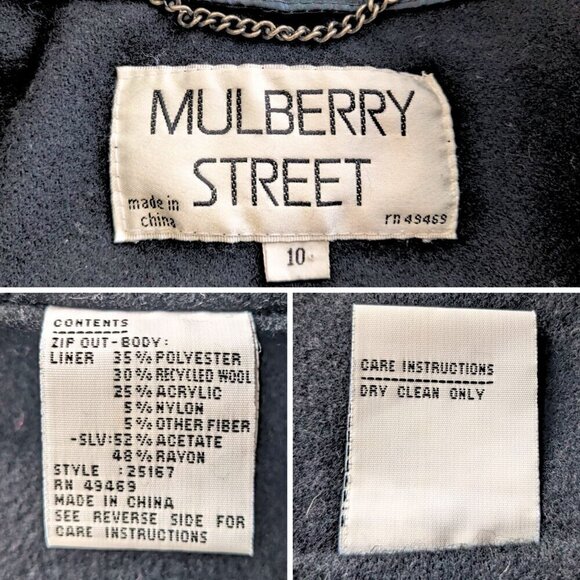 MULBERRY
STREET
made in
china
rn 49469
10
CONTENTS
ZIP OUT-BODY:
LINER 35% POLYESTER
30% RECYCLED WOOL
25% ACRYLIC
5% NYLON
5% OTHER FIBER
-SLV: 52% ACETATE
48% RAYON
STYLE :25167
RN 49469
MADE IN CHINA
SEE REVERSE SIDE FOR
CARE INSTRUCTIONS
CARE INSTRUCTIONS
DRY CLEAN ONLY